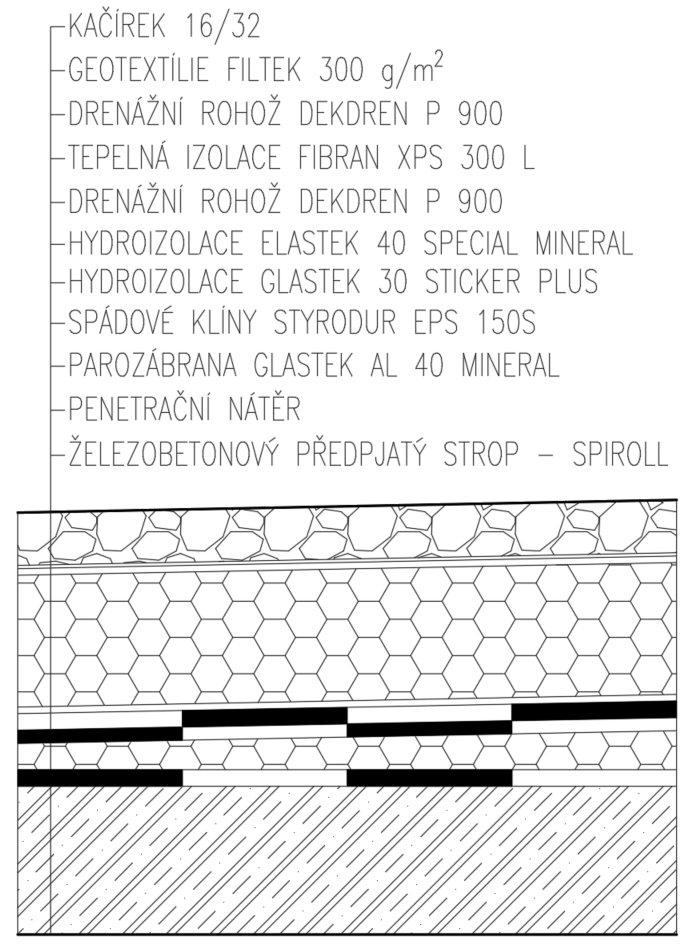 KAČÍREK 16/32
GEOTEXTÍLIE FILTEK 300 g/m²
DRENÁŽNÍ ROHOŽ DEKDREN P 900
TEPELNÁ IZOLACE FIBRAN XPS 300 L
DRENÁŽNÍ ROHOŽ DEKDREN P 900
HYDROIZOLACE ELASTEK 40 SPECIAL MINERAL
HYDROIZOLACE GLASTEK 30 STICKER PLUS
SPÁDOVÉ KLÍNY STYRODUR EPS 150S
PAROZÁBRANA GLASTEK AL 40 MINERAL
PENETRAČNÍ NÁTĚR
ŽELEZOBETONOVÝ PŘEDPJATÝ STROP – SPIROLL